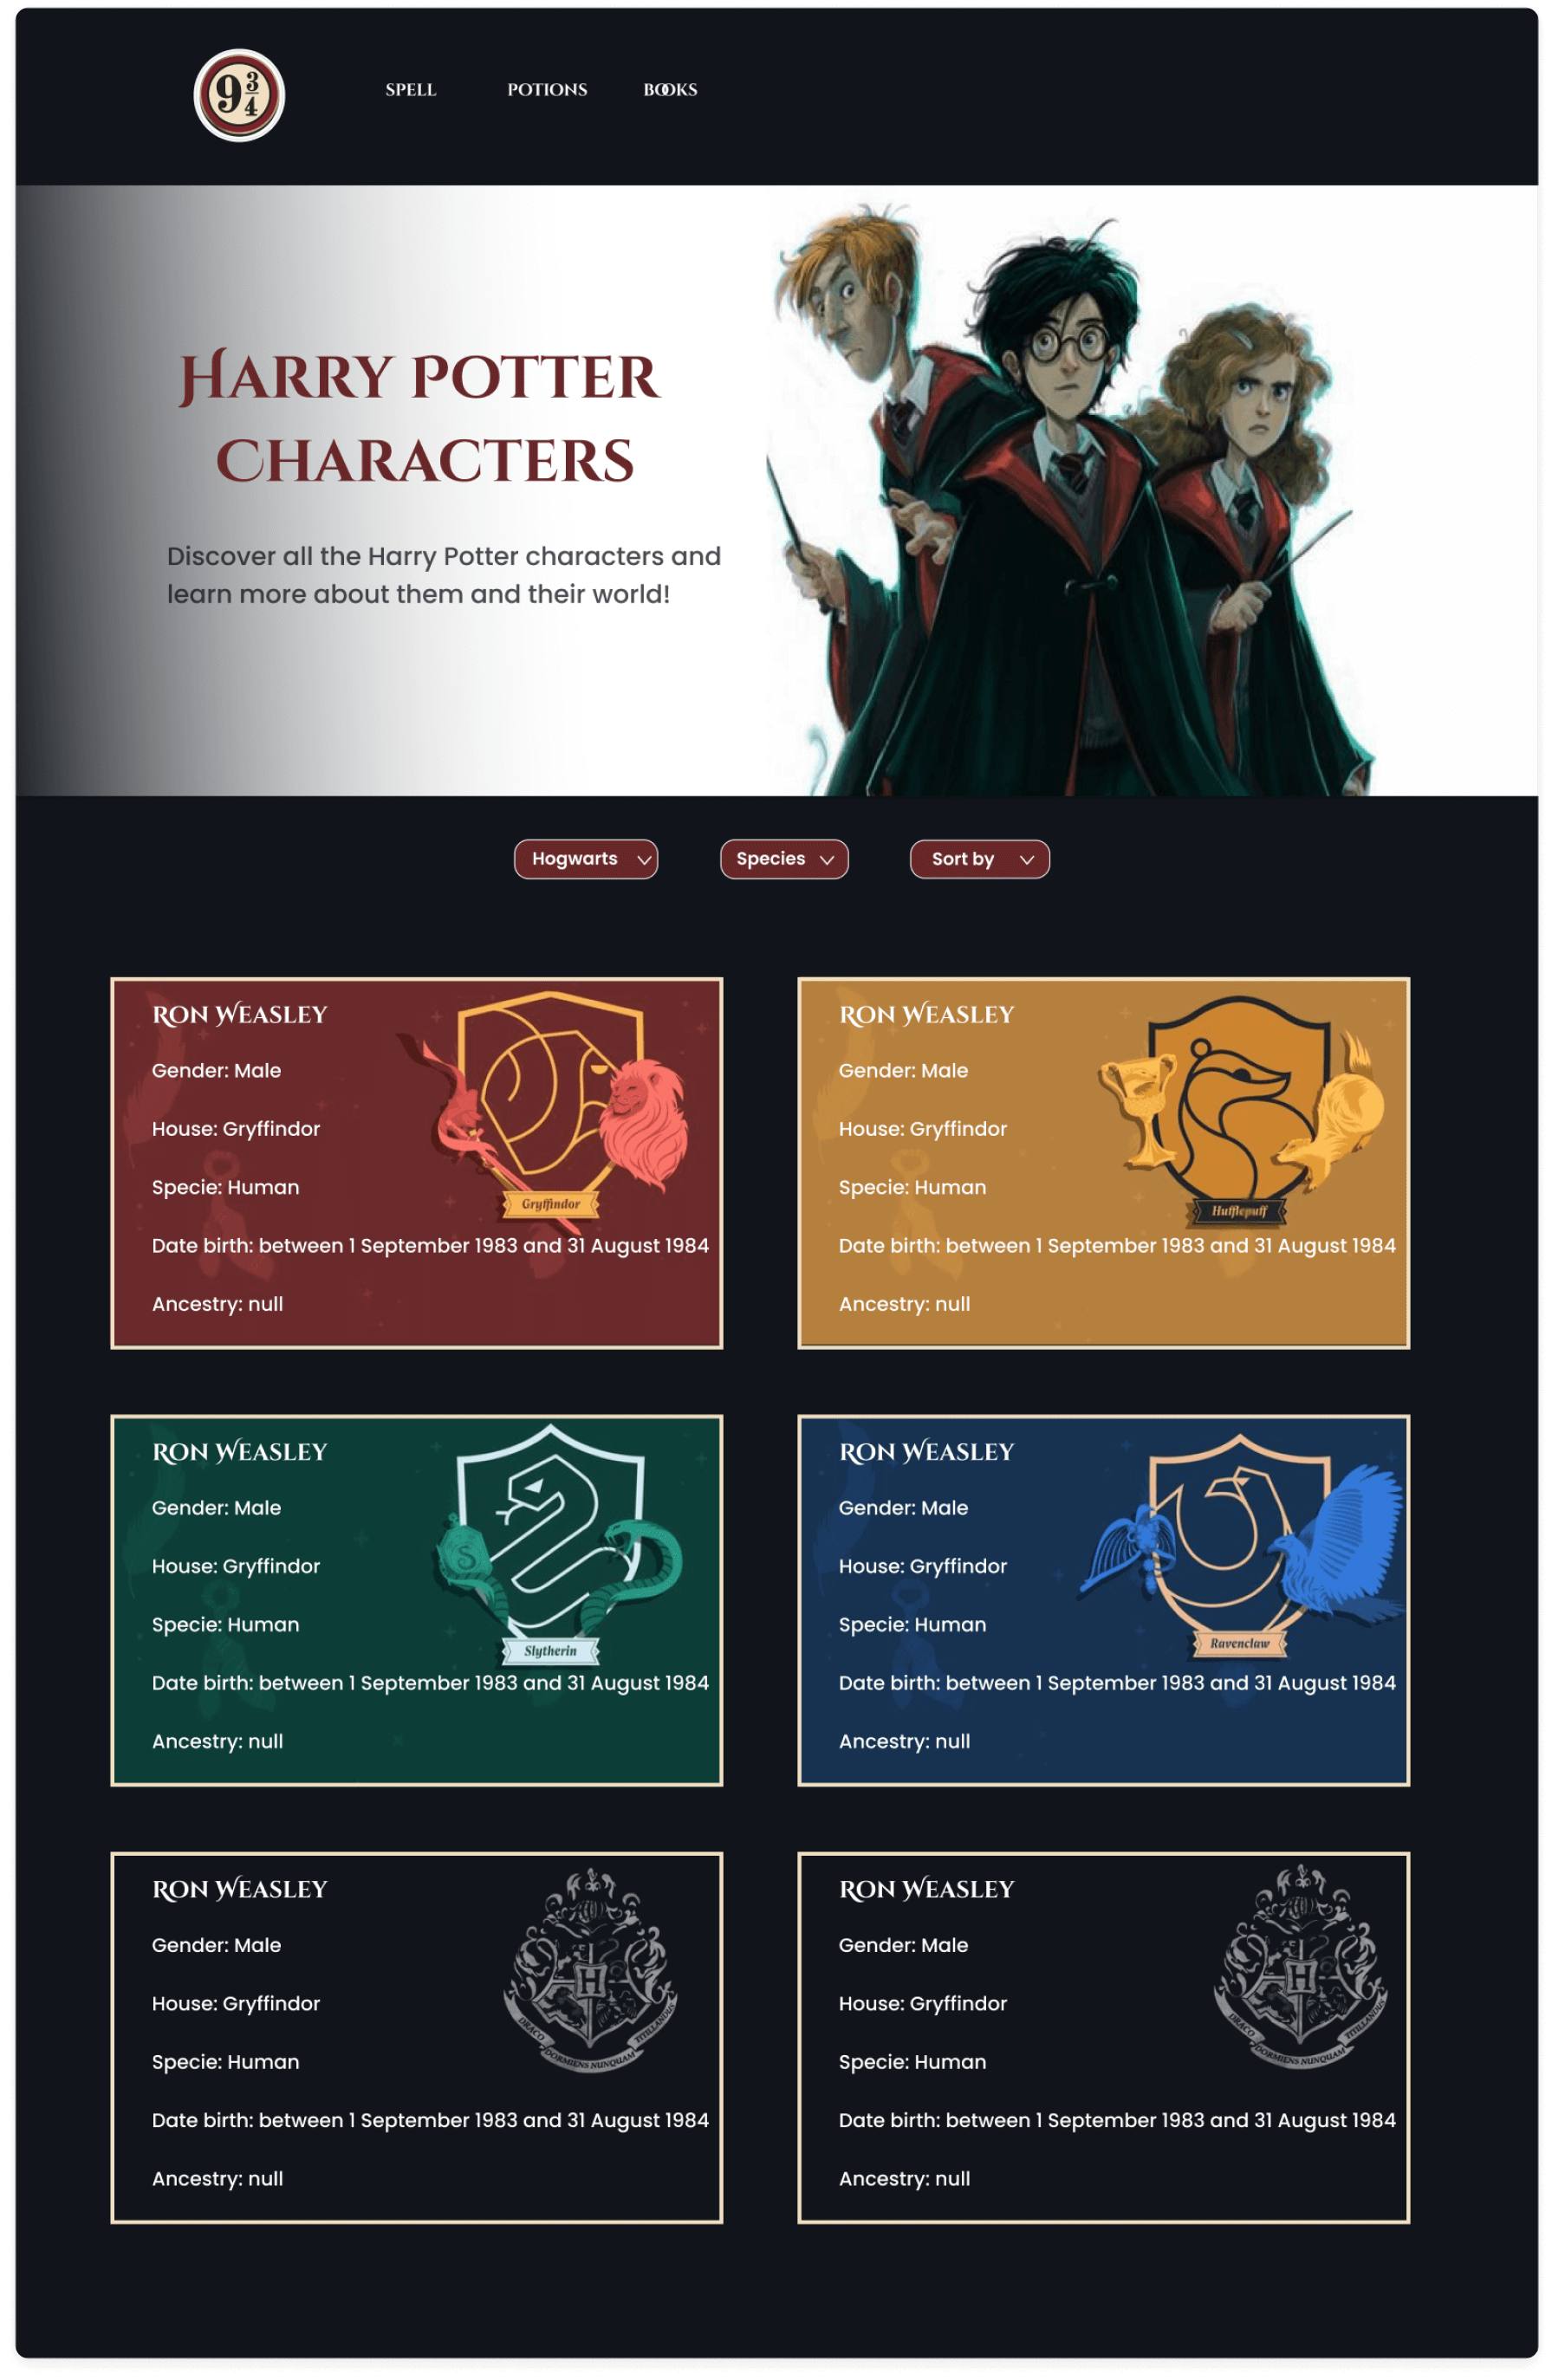 9 3/4
SPELL POTIONS BOOKS
HARRY POTTER
CHARACTERS
Discover all the Harry Potter characters and
learn more about them and their world!
Hogwarts Species Sort by
RON WEASLEY
Gender: Male
House: Gryffindor
Specie: Human
Gryffindor
Date birth: between 1 September 1983 and 31 August 1984
Ancestry: null
RON WEASLEY
Gender: Male
House: Gryffindor
Specie: Human
Hufflepuff
Date birth: between 1 September 1983 and 31 August 1984
Ancestry: null
RON WEASLEY
Gender: Male
S
House: Gryffindor
Specie: Human
Slytherin
Date birth: between 1 September 1983 and 31 August 1984
Ancestry: null
RON WEASLEY
Gender: Male
House: Gryffindor
Specie: Human
Ravenclaw
Date birth: between 1 September 1983 and 31 August 1984
Ancestry: null
RON WEASLEY
Gender: Male
H
House: Gryffindor
DRACO DORMIENS NUNQUAM TITILLANDUS
Specie: Human
Date birth: between 1 September 1983 and 31 August 1984
Ancestry: null
RON WEASLEY
Gender: Male
H
House: Gryffindor
DRACO DORMIENS NUNQUAM TITILLANDUS
Specie: Human
Date birth: between 1 September 1983 and 31 August 1984
Ancestry: null